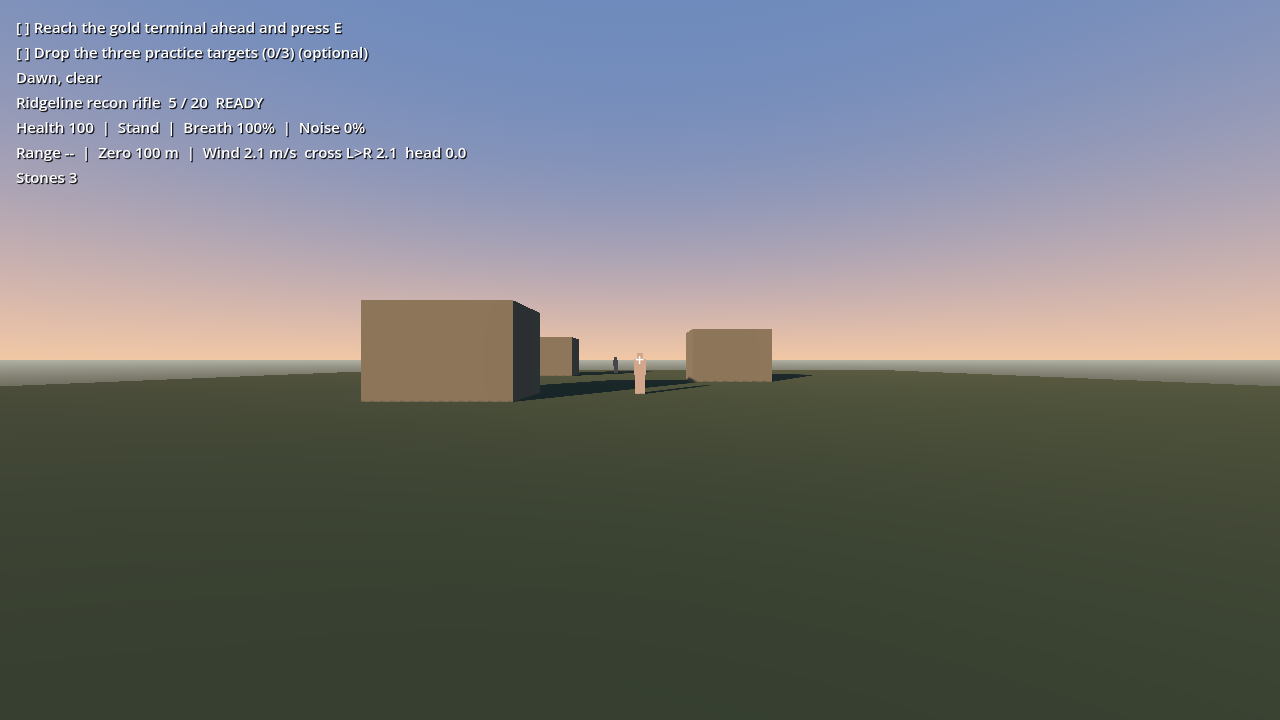 [ ] Reach the gold terminal ahead and press E
[ ] Drop the three practice targets (0/3) (optional)
Dawn, clear
Ridgeline recon rifle  5 / 20  READY
Health 100  |  Stand  |  Breath 100%  |  Noise 0%
Range --  |  Zero 100 m  |  Wind 2.1 m/s  cross L>R 2.1  head 0.0
Stones 3